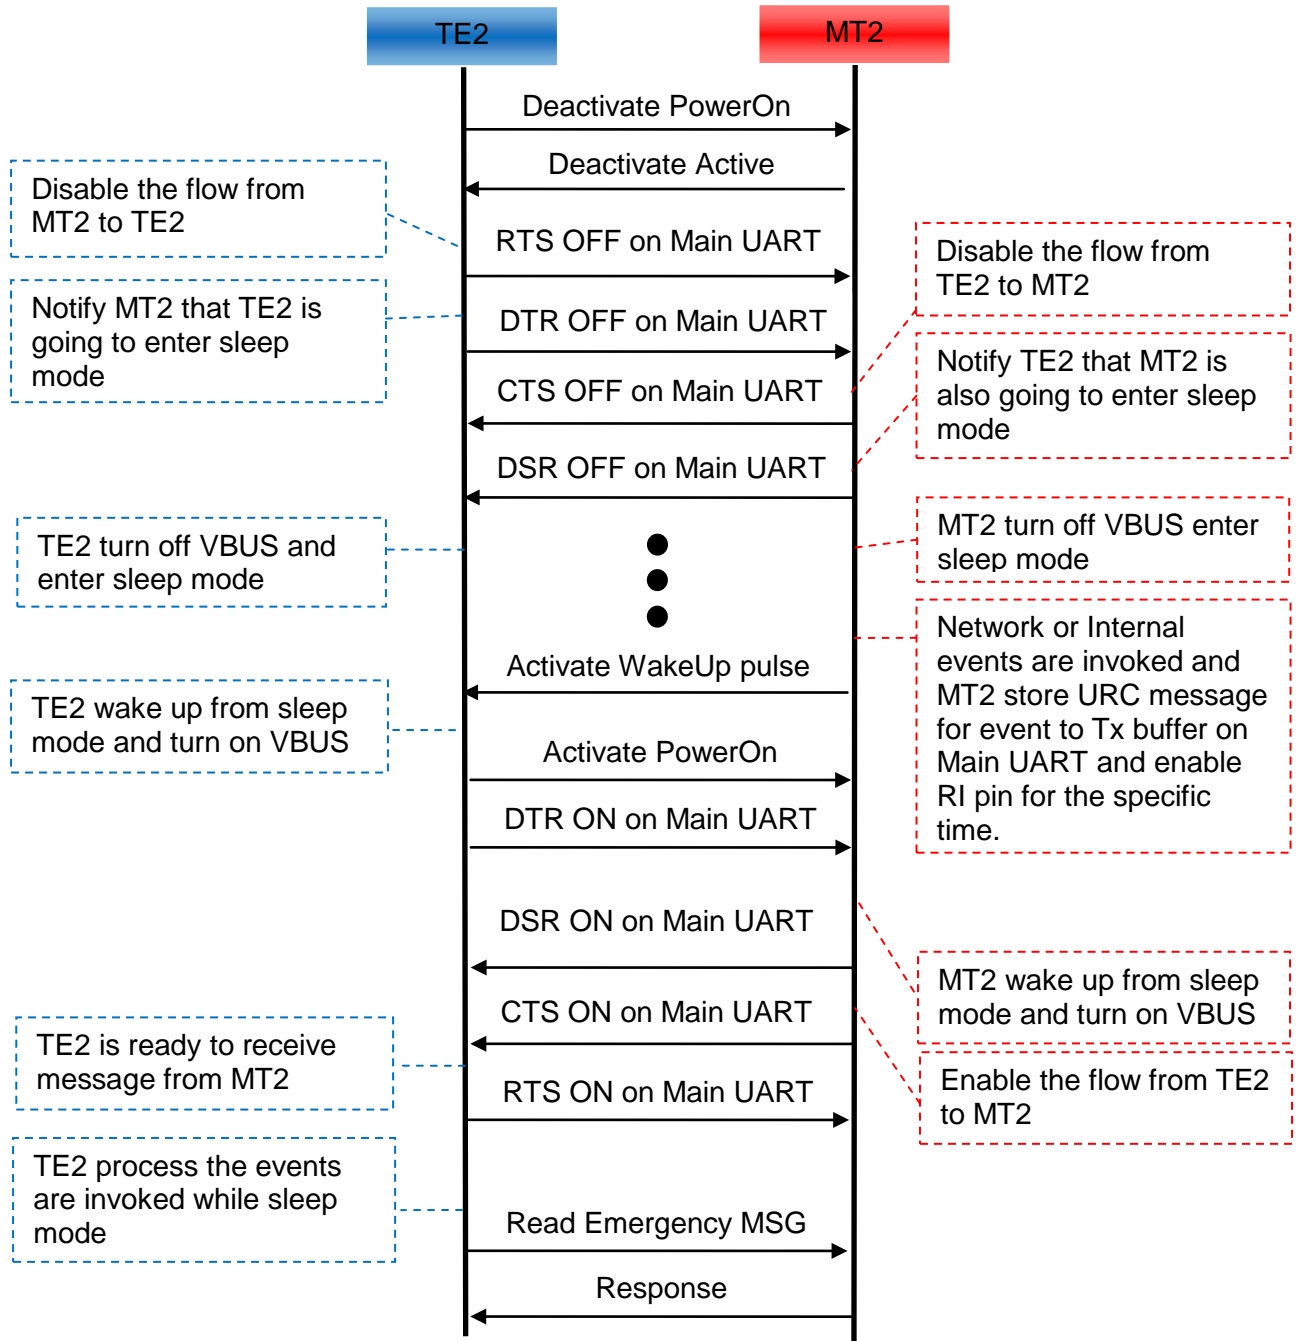 TE2
MT2
Deactivate PowerOn
Deactivate Active
Disable the flow from
MT2 to TE2
RTS OFF on Main UART
Disable the flow from
TE2 to MT2
Notify MT2 that TE2 is
going to enter sleep
mode
DTR OFF on Main UART
CTS OFF on Main UART
Notify TE2 that MT2 is
also going to enter sleep
mode
DSR OFF on Main UART
TE2 turn off VBUS and
enter sleep mode
MT2 turn off VBUS enter
sleep mode
Network or Internal
events are invoked and
MT2 store URC message
for event to Tx buffer on
Main UART and enable
RI pin for the specific
time.
Activate WakeUp pulse
TE2 wake up from sleep
mode and turn on VBUS
Activate PowerOn
DTR ON on Main UART
DSR ON on Main UART
MT2 wake up from sleep
mode and turn on VBUS
CTS ON on Main UART
TE2 is ready to receive
message from MT2
Enable the flow from TE2
to MT2
RTS ON on Main UART
TE2 process the events
are invoked while sleep
mode
Read Emergency MSG
Response